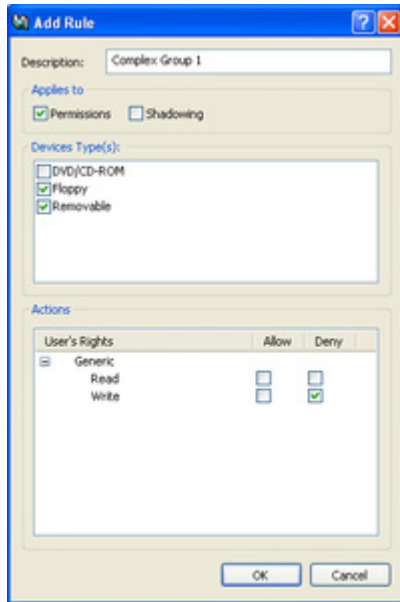 Add Rule
Description: Complex Group 1
Applies to
Permissions Shadowing
Devices Type(s):
DVD/CD-ROM
Floppy
Removable
Actions
User's Rights Allow Deny
Generic
Read
Write
OK Cancel